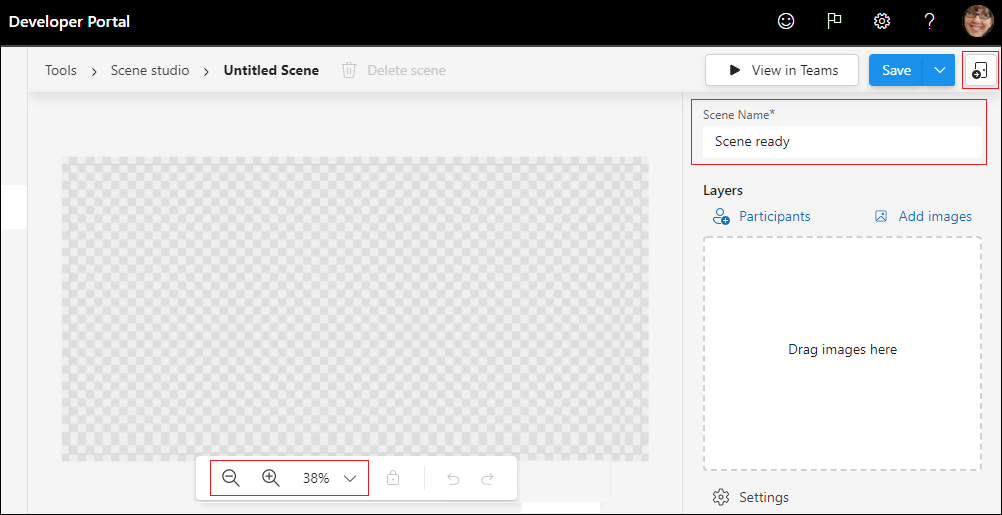 Developer Portal
Tools > Scene studio > Untitled Scene Delete scene View in Teams Save
Scene Name*
Scene ready
Layers
Participants Add images
Drag images here
38%
Settings